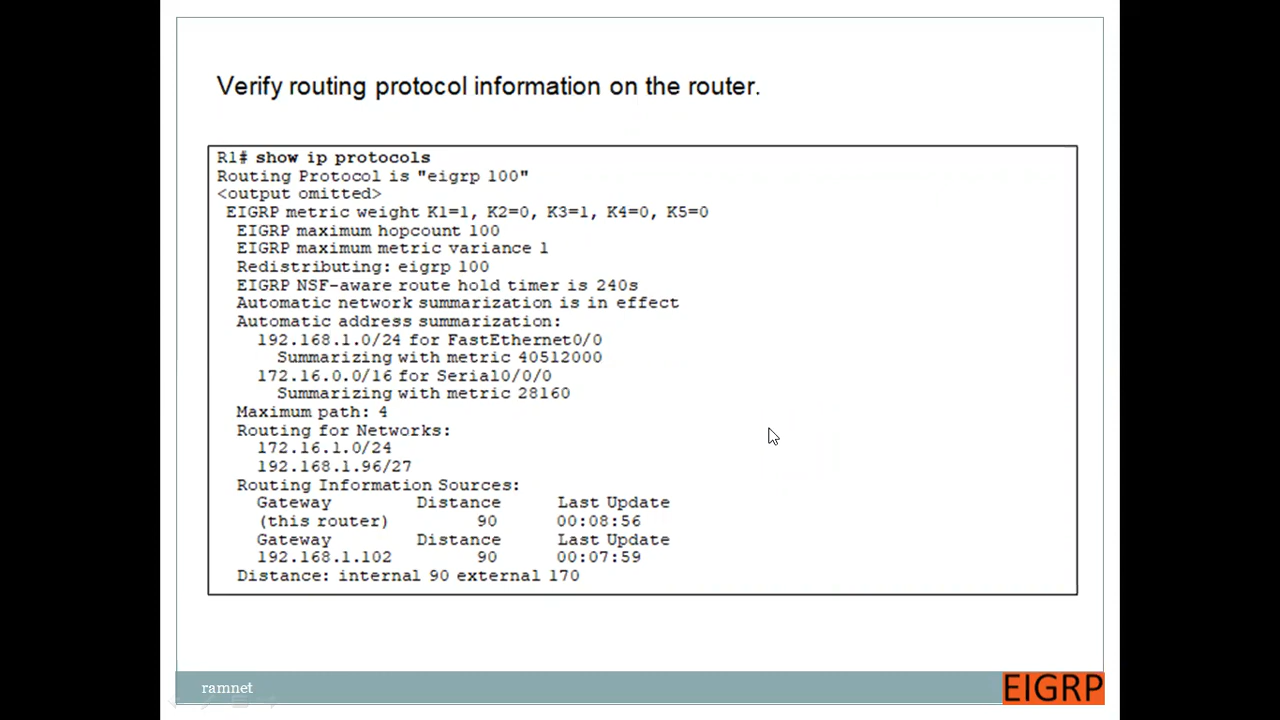 Verify routing protocol information on the router.
R1# show ip protocols
Routing Protocol is "eigrp 100"
<output omitted>
EIGRP metric weight K1=1, K2=0, K3=1, K4=0, K5=0
EIGRP maximum hopcount 100
EIGRP maximum metric variance 1
Redistributing: eigrp 100
EIGRP NSF-aware route hold timer is 240s
Automatic network summarization is in effect
Automatic address summarization:
192.168.1.0/24 for FastEthernet0/0
Summarizing with metric 40512000
172.16.0.0/16 for Serial0/0/0
Summarizing with metric 28160
Maximum path: 4
Routing for Networks:
172.16.1.0/24
192.168.1.96/27
Routing Information Sources:
Gateway Distance Last Update
(this router) 90 00:08:56
Gateway Distance Last Update
192.168.1.102 90 00:07:59
Distance: internal 90 external 170
ramnet
EIGRP